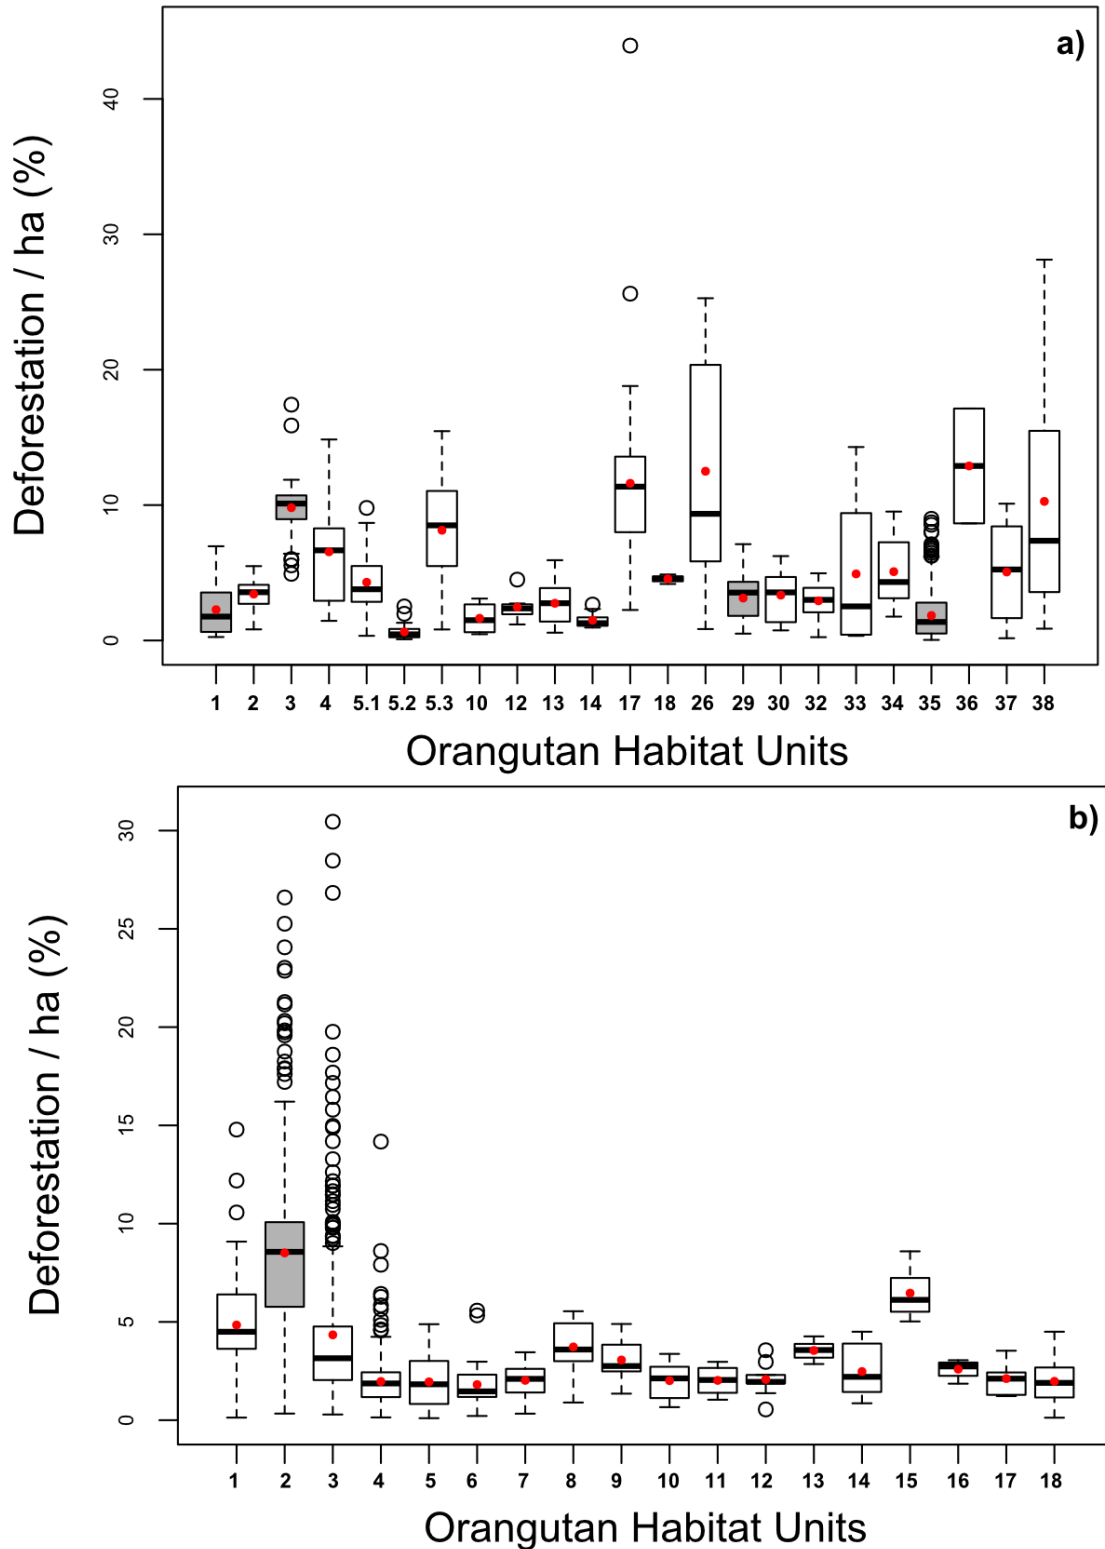 a)
Deforestation / ha (%)
40
30
20
10
0
1 2 3 4 5.1 5.2 5.3 10 12 13 14 17 18 26 29 30 32 33 34 35 36 37 38
Orangutan Habitat Units
b)
Deforestation / ha (%)
30
25
20
15
10
5
0
1 2 3 4 5 6 7 8 9 10 11 12 13 14 15 16 17 18
Orangutan Habitat Units